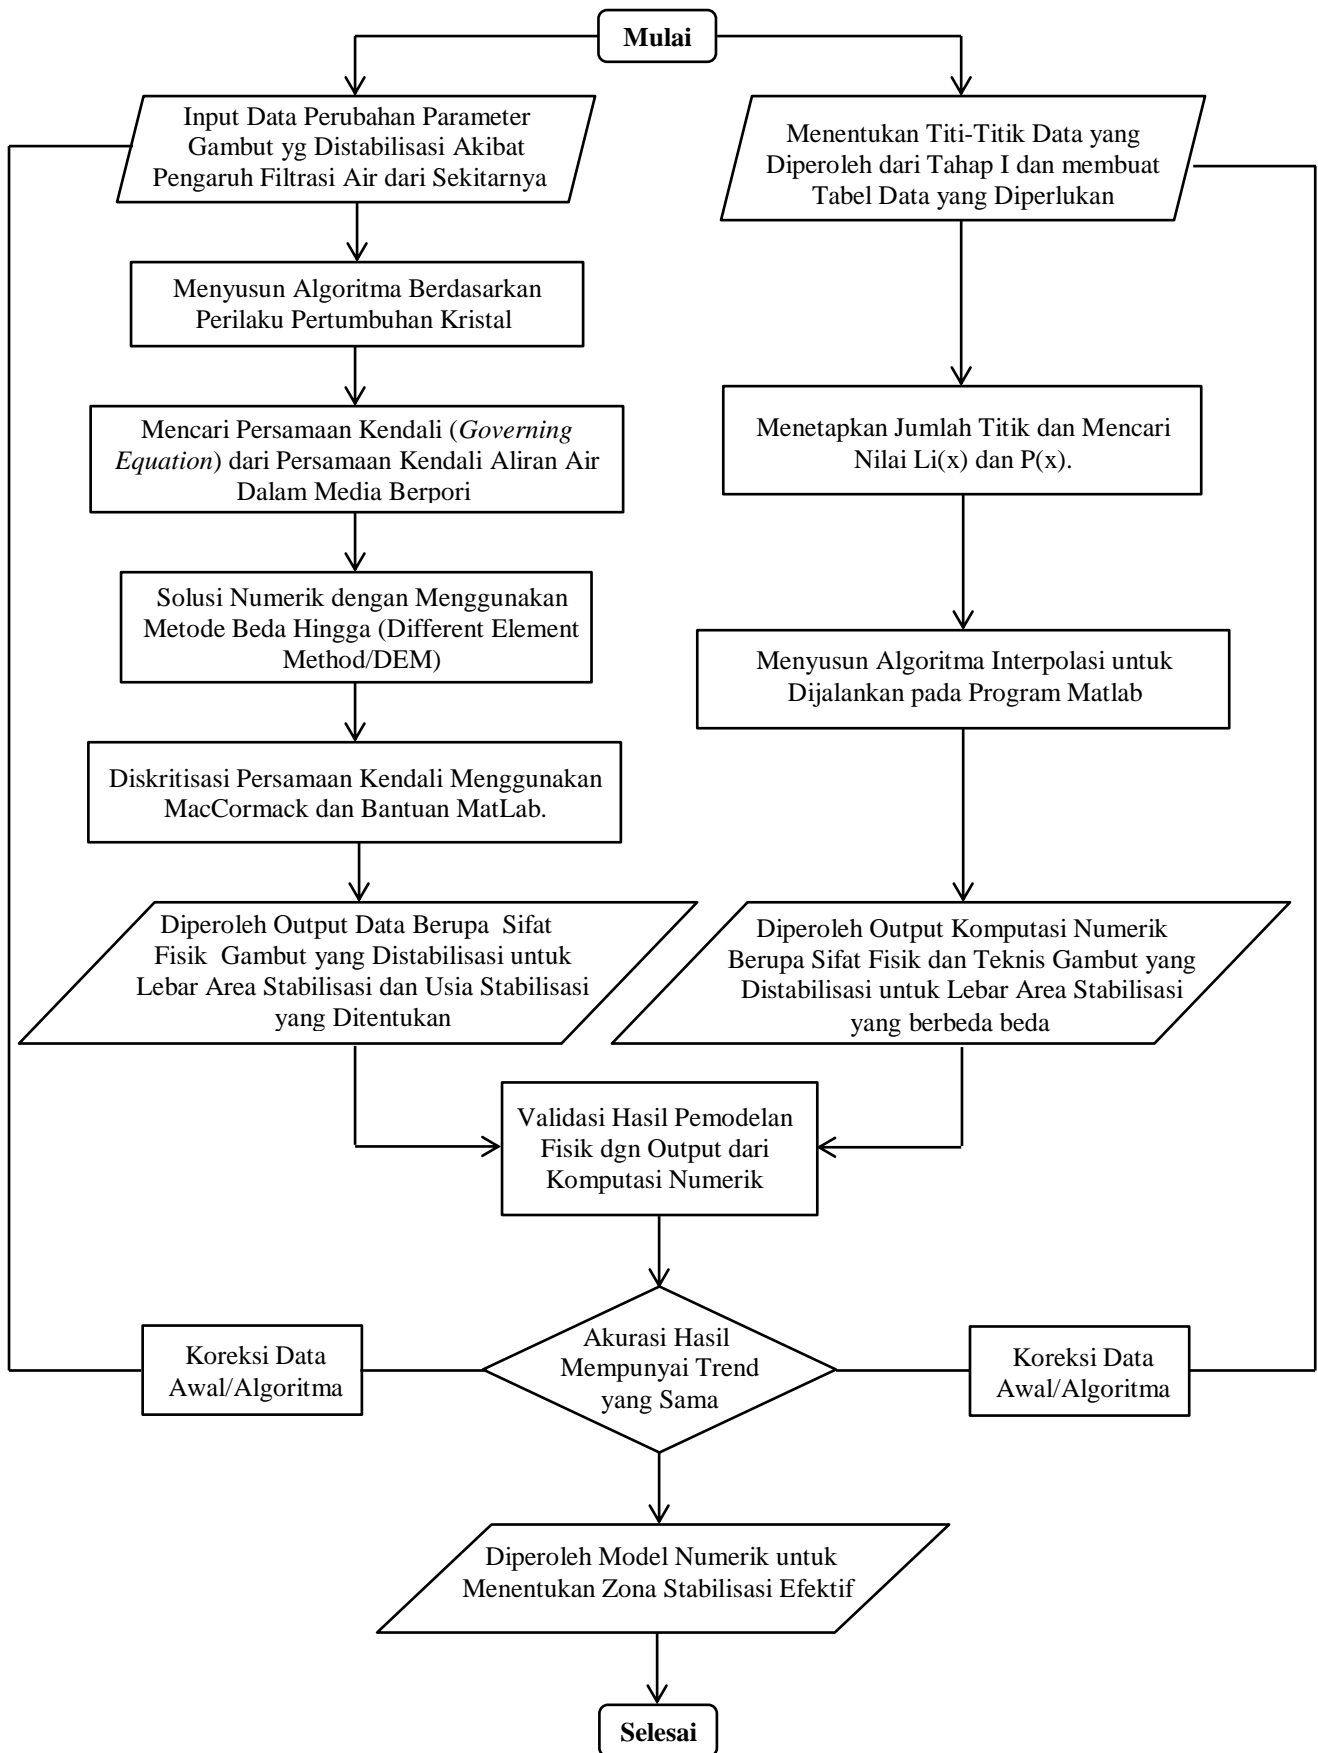 Mulai
Input Data Perubahan Parameter
Gambut yg Distabilisasi Akibat
Pengaruh Filtrasi Air dari Sekitarnya
Menyusun Algoritma Berdasarkan
Perilaku Pertumbuhan Kristal
Mencari Persamaan Kendali (Governing
Equation) dari Persamaan Kendali Aliran Air
Dalam Media Berpori
Solusi Numerik dengan Menggunakan
Metode Beda Hingga (Different Element
Method/DEM)
Diskritisasi Persamaan Kendali Menggunakan
MacCormack dan Bantuan MatLab.
Diperoleh Output Data Berupa Sifat
Fisik Gambut yang Distabilisasi untuk
Lebar Area Stabilisasi dan Usia Stabilisasi
yang Ditentukan
Menentukan Titi-Titik Data yang
Diperoleh dari Tahap I dan membuat
Tabel Data yang Diperlukan
Menetapkan Jumlah Titik dan Mencari
Nilai Li(x) dan P(x).
Menyusun Algoritma Interpolasi untuk
Dijalankan pada Program Matlab
Diperoleh Output Komputasi Numerik
Berupa Sifat Fisik dan Teknis Gambut yang
Distabilisasi untuk Lebar Area Stabilisasi
yang berbeda beda
Validasi Hasil Pemodelan
Fisik dgn Output dari
Komputasi Numerik
Akurasi Hasil
Mempunyai Trend
yang Sama
Koreksi Data
Awal/Algoritma
Koreksi Data
Awal/Algoritma
Diperoleh Model Numerik untuk
Menentukan Zona Stabilisasi Efektif
Selesai